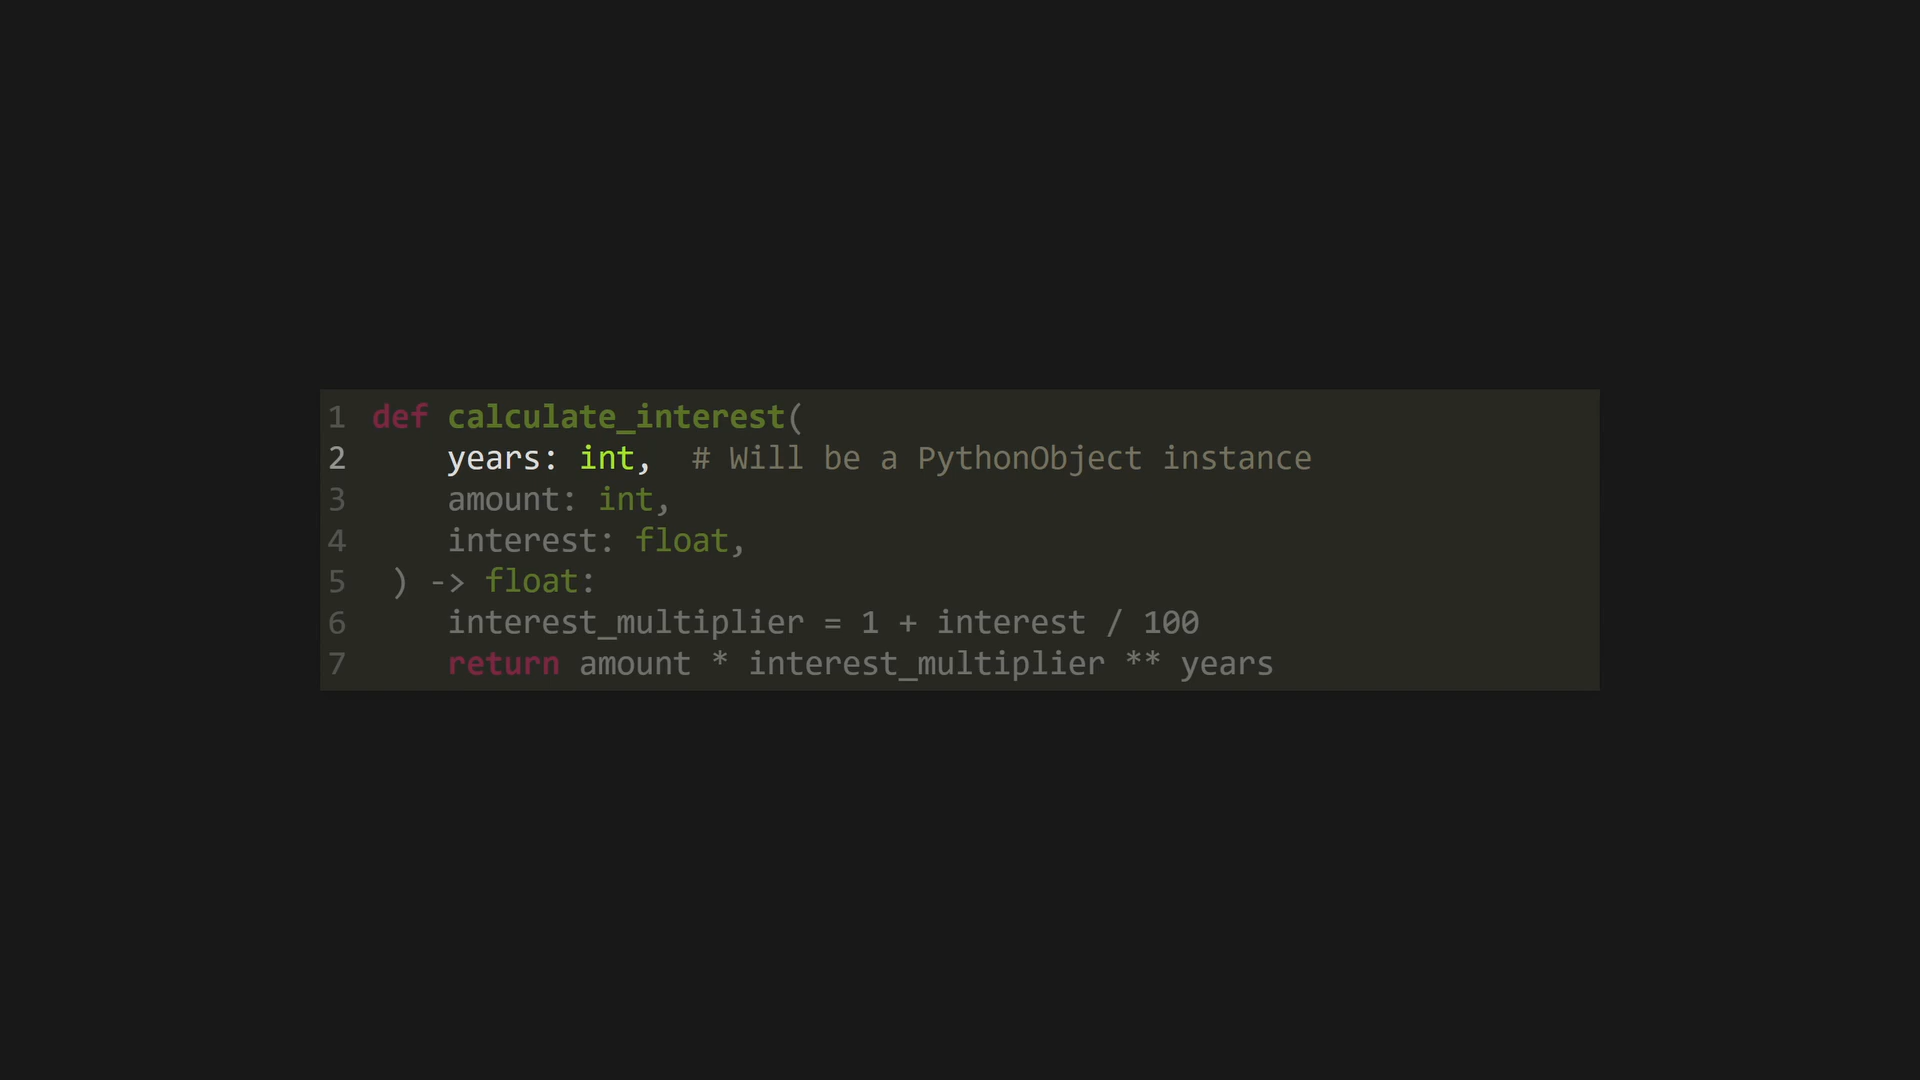 1 def calculate_interest(
2     years: int,  # Will be a PythonObject instance
3     amount: int,
4     interest: float,
5  ) -> float:
6     interest_multiplier = 1 + interest / 100
7     return amount * interest_multiplier ** years